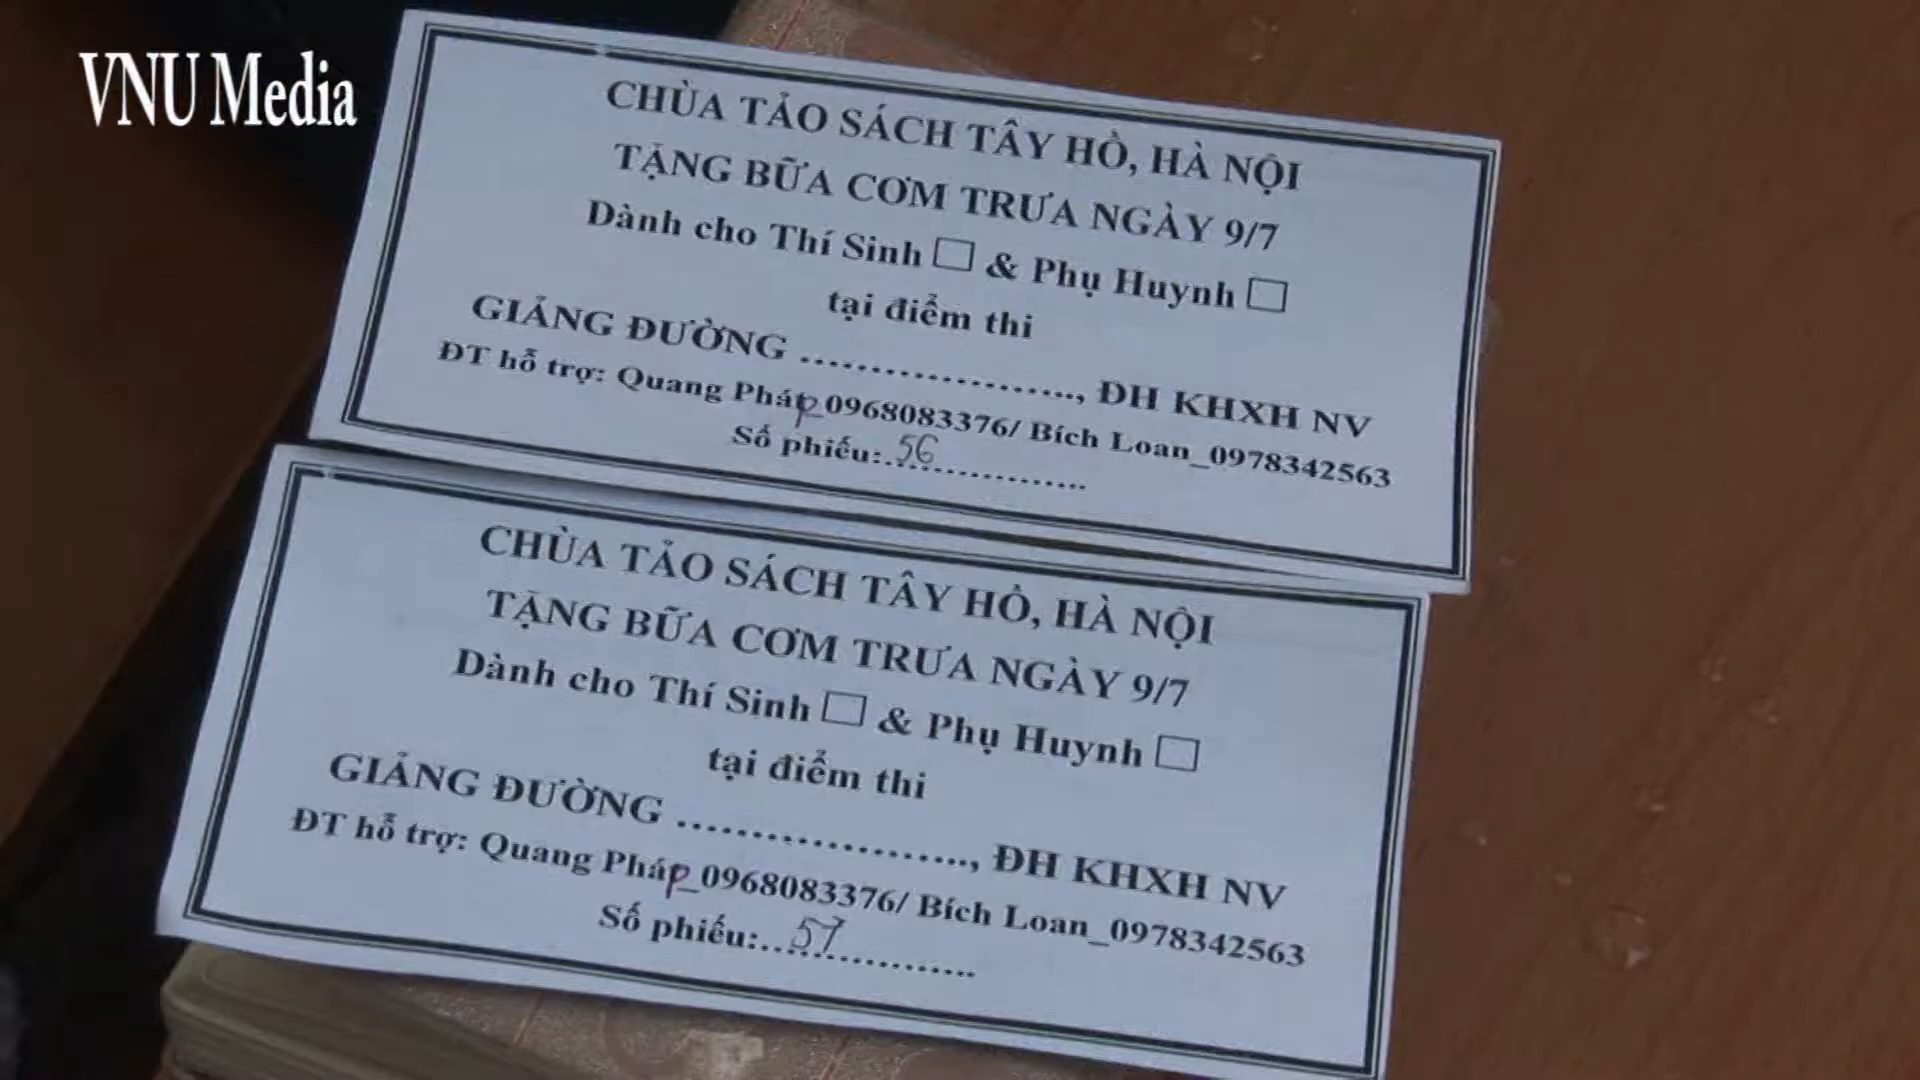 VNU Media
CHÙA TẢO SÁCH TÂY HỒ, HÀ NỘI
TẶNG BỮA CƠM TRƯA NGÀY 9/7
Dành cho Thí Sinh □ & Phụ Huynh □
tại điểm thi
GIẢNG ĐƯỜNG ........................., ĐH KHXH NV
ĐT hỗ trợ: Quang Pháp_0968083376/ Bích Loan_0978342563
Số phiếu:..56................
CHÙA TẢO SÁCH TÂY HỒ, HÀ NỘI
TẶNG BỮA CƠM TRƯA NGÀY 9/7
Dành cho Thí Sinh □ & Phụ Huynh □
tại điểm thi
GIẢNG ĐƯỜNG ........................., ĐH KHXH NV
ĐT hỗ trợ: Quang Pháp_0968083376/ Bích Loan_0978342563
Số phiếu:...57................